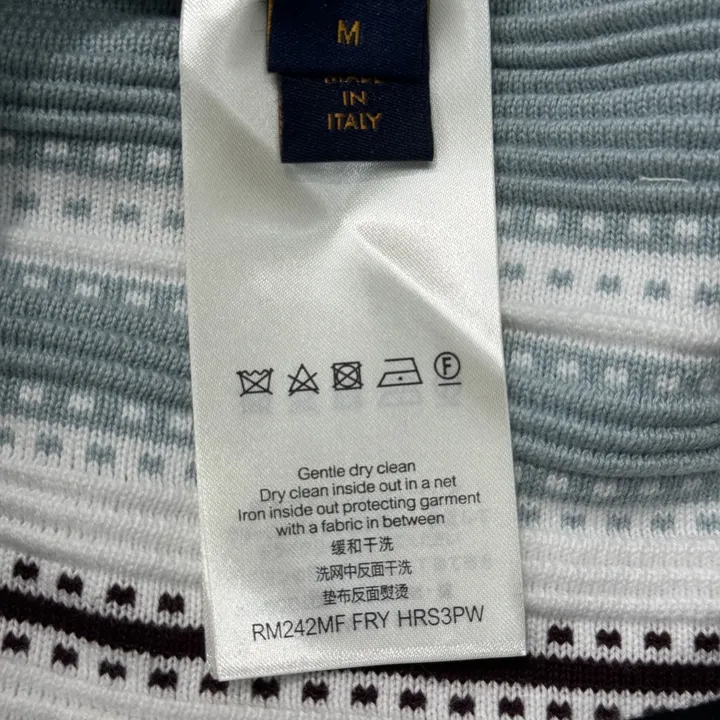 M
MADE
IN
ITALY
F
Gentle dry clean
Dry clean inside out in a net
Iron inside out protecting garment
with a fabric in between
缓和干洗
洗网中反面干洗
垫布反面熨烫
RM242MF FRY HRS3PW